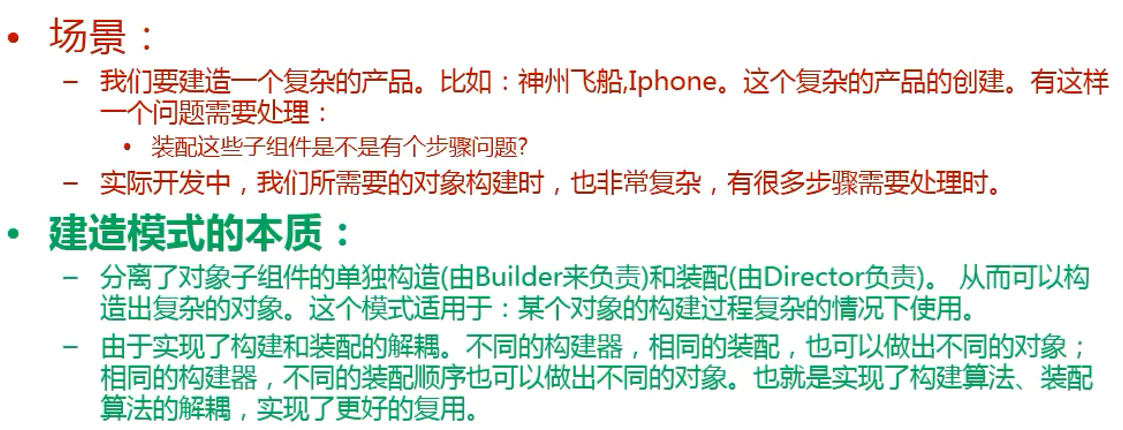 • 场景：
– 我们要建造一个复杂的产品。比如：神州飞船,Iphone。这个复杂的产品的创建。有这样
一个问题需要处理：
• 装配这些子组件是不是有个步骤问题?
– 实际开发中，我们所需要的对象构建时，也非常复杂，有很多步骤需要处理时。
• 建造模式的本质：
– 分离了对象子组件的单独构造(由Builder来负责)和装配(由Director负责)。 从而可以构
造出复杂的对象。这个模式适用于：某个对象的构建过程复杂的情况下使用。
– 由于实现了构建和装配的解耦。不同的构建器，相同的装配，也可以做出不同的对象；
相同的构建器，不同的装配顺序也可以做出不同的对象。也就是实现了构建算法、装配
算法的解耦，实现了更好的复用。